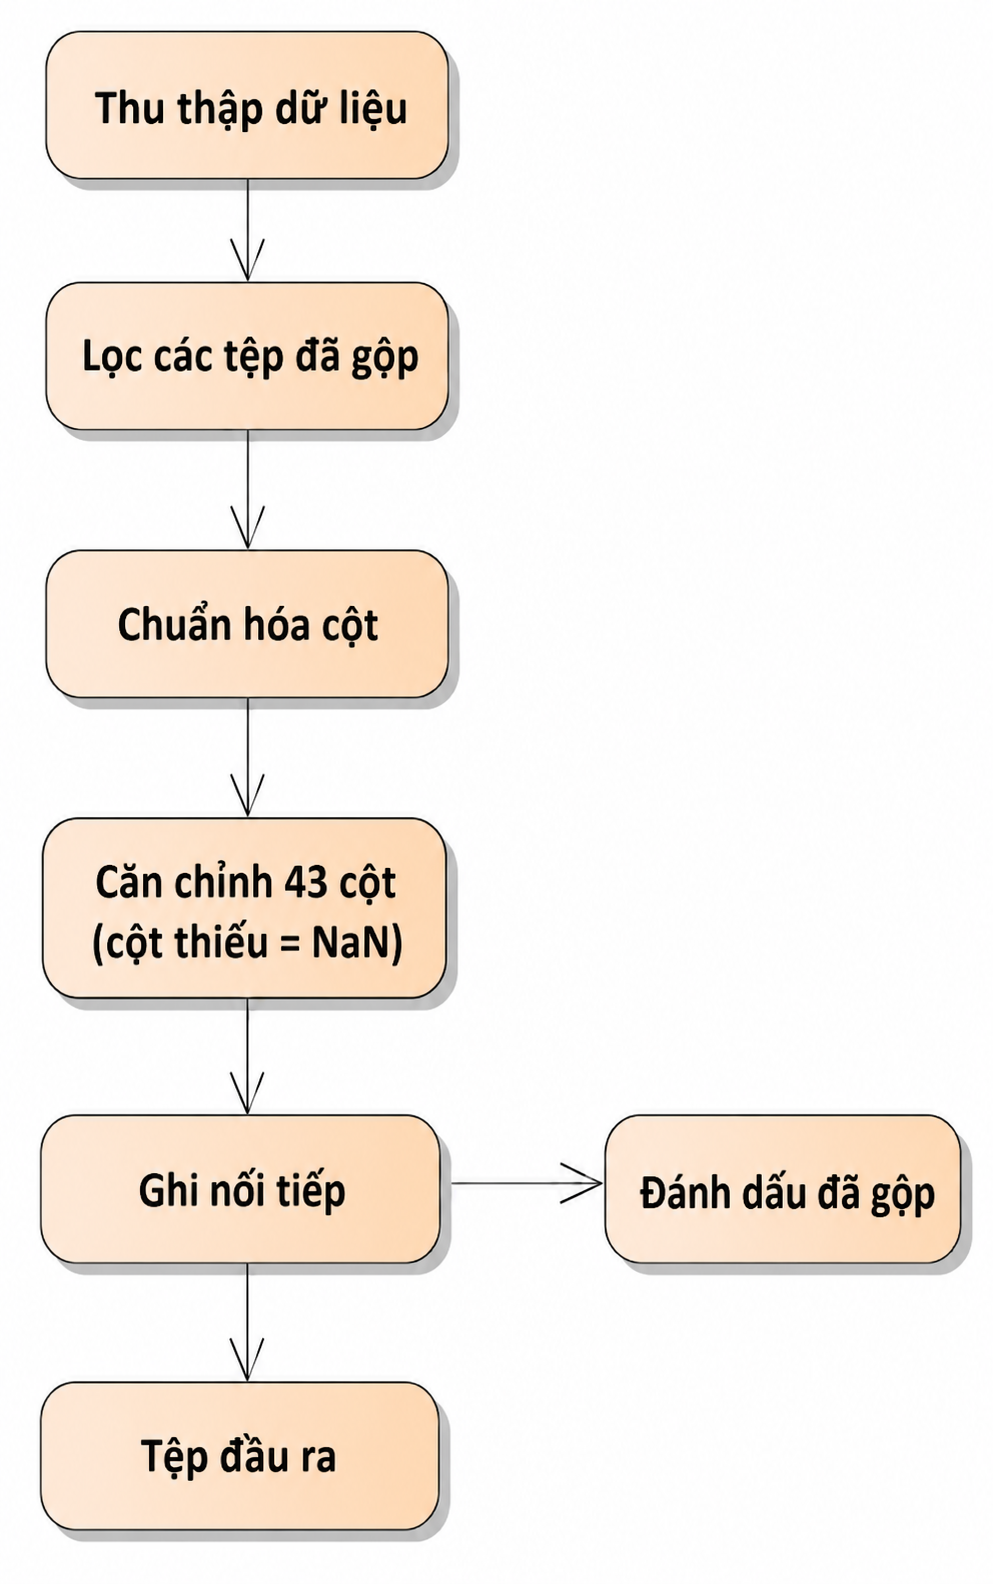 Thu thập dữ liệu
Lọc các tệp đã gộp
Chuẩn hóa cột
Căn chỉnh 43 cột
(cột thiếu = NaN)
Ghi nối tiếp
Đánh dấu đã gộp
Tệp đầu ra